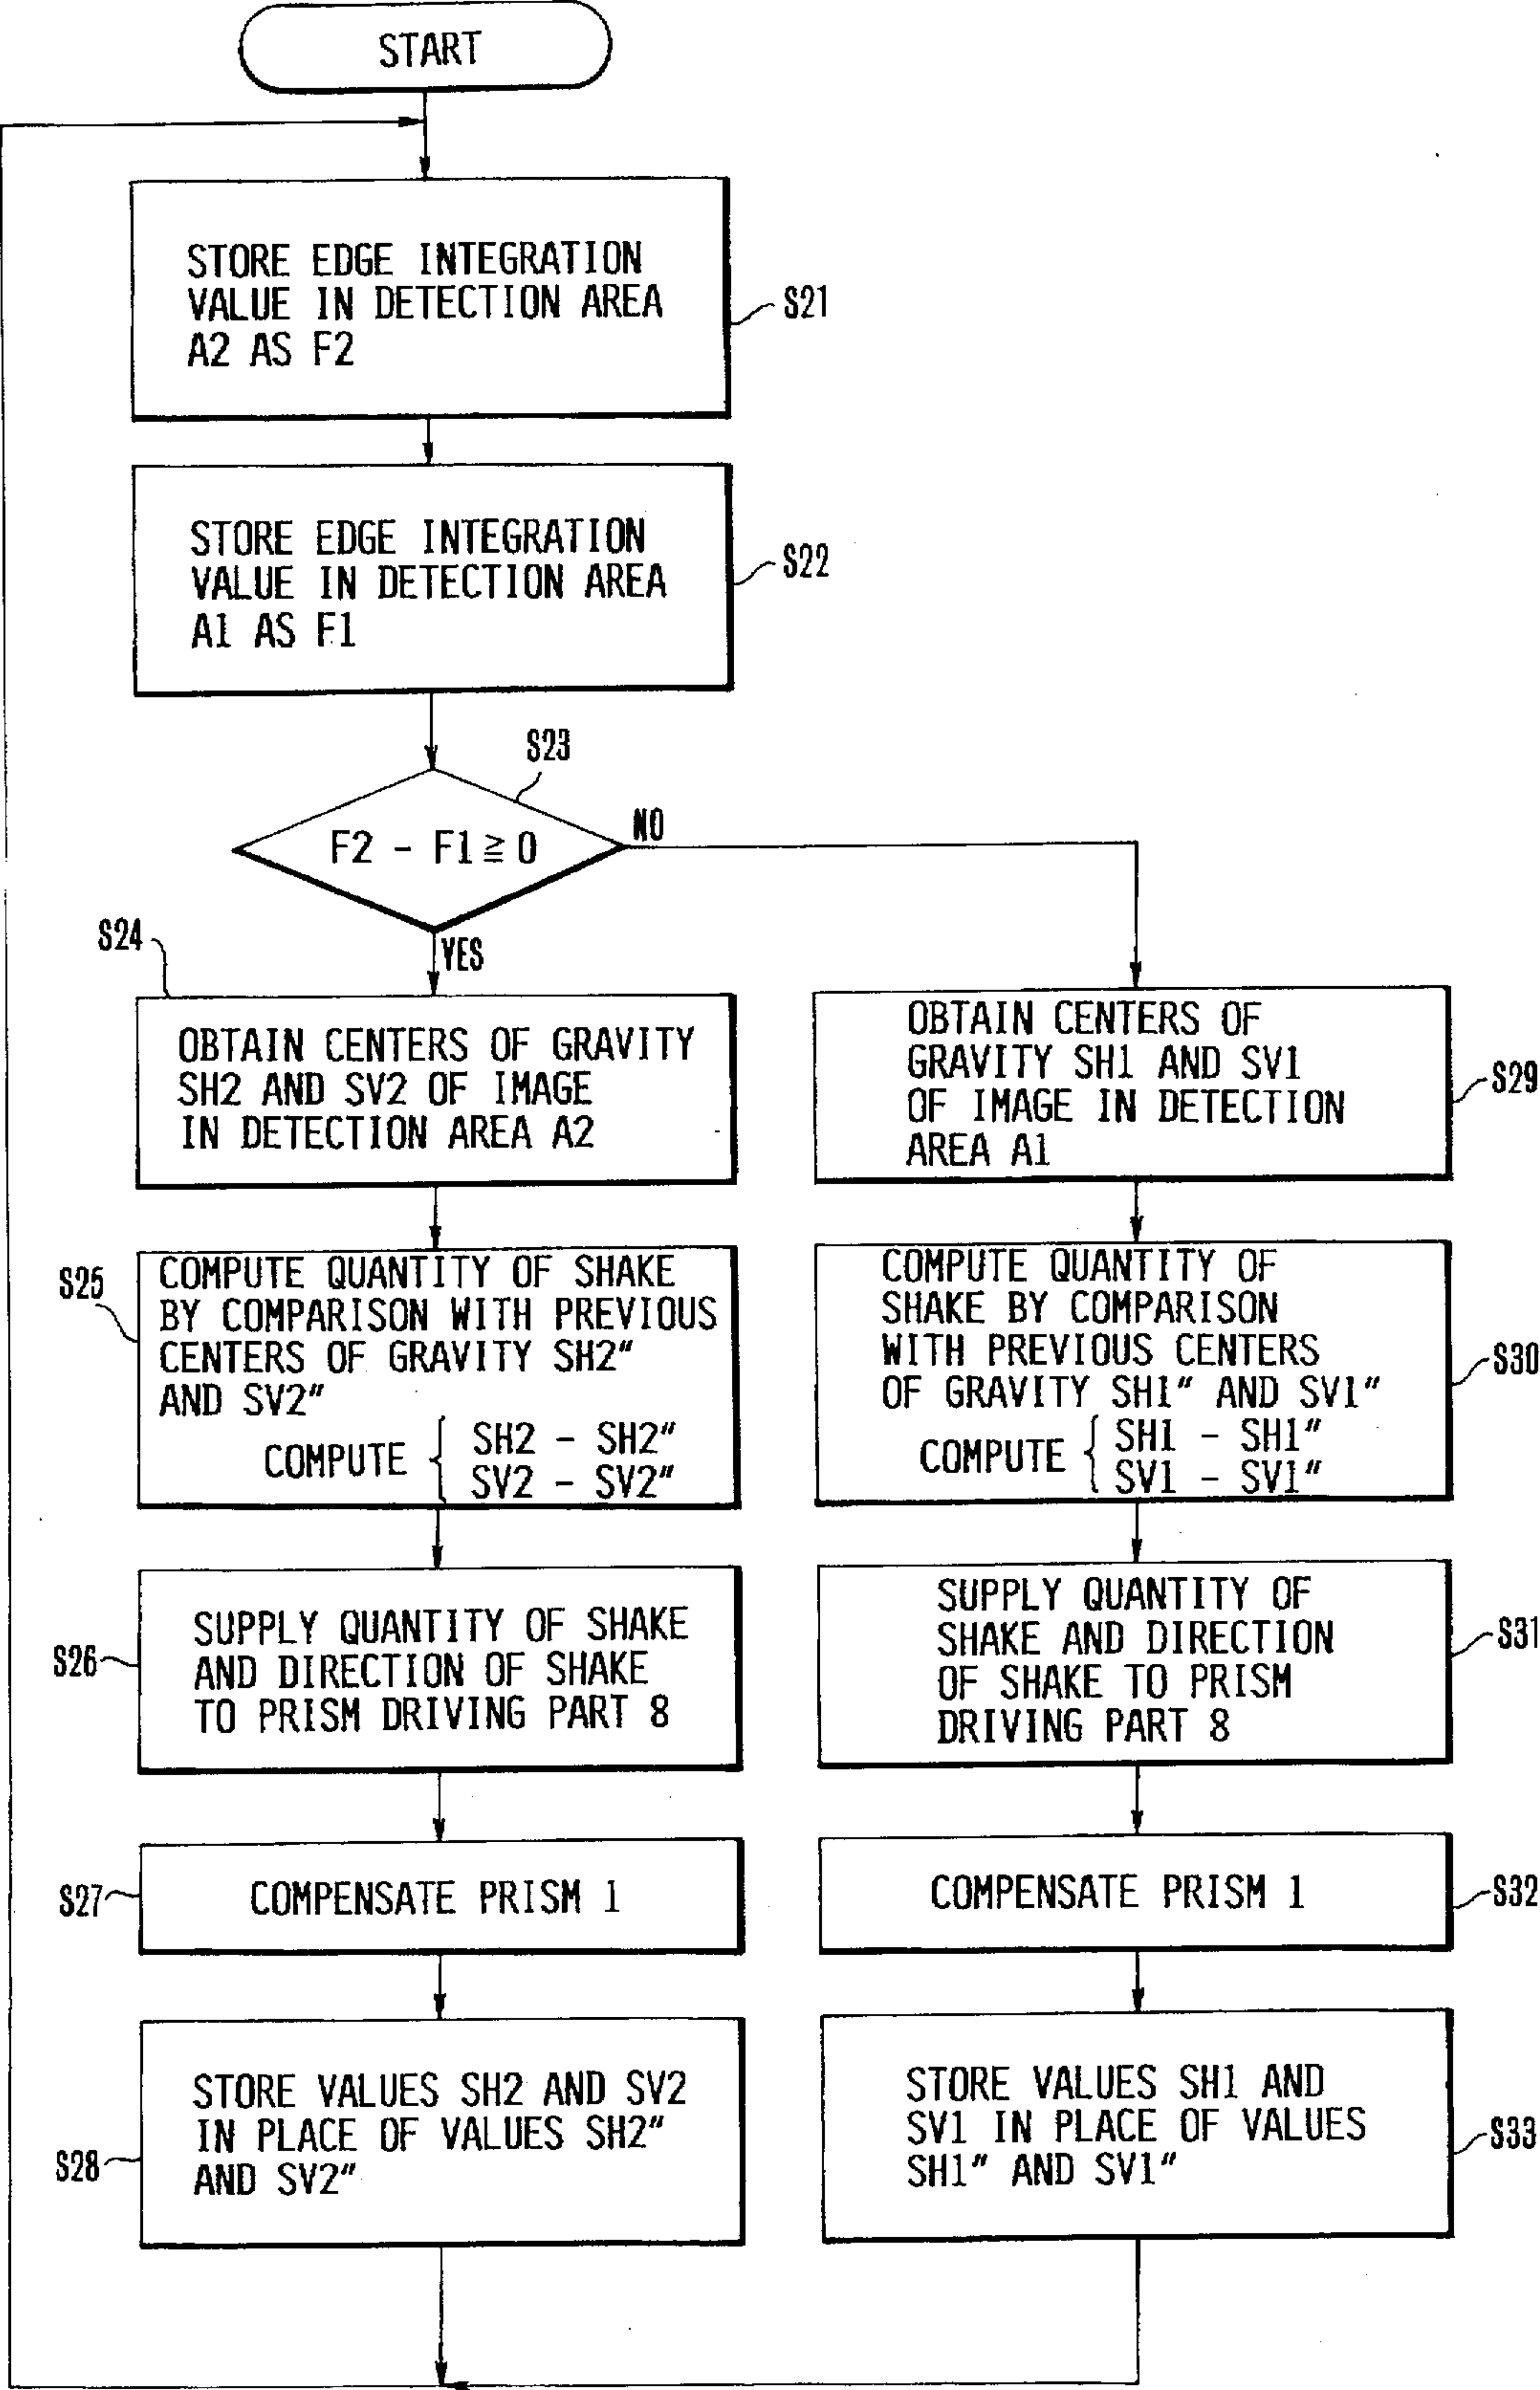 START
STORE EDGE INTEGRATION
VALUE IN DETECTION AREA
A2 AS F2
S21
STORE EDGE INTEGRATION
VALUE IN DETECTION AREA
A1 AS F1
S22
S23
F2 - F1 ≧ 0
NO
YES
S24
OBTAIN CENTERS OF GRAVITY
SH2 AND SV2 OF IMAGE
IN DETECTION AREA A2
S25
COMPUTE QUANTITY OF SHAKE
BY COMPARISON WITH PREVIOUS
CENTERS OF GRAVITY SH2"
AND SV2"
COMPUTE { SH2 - SH2"
SV2 - SV2"
S26
SUPPLY QUANTITY OF SHAKE
AND DIRECTION OF SHAKE
TO PRISM DRIVING PART 8
S27
COMPENSATE PRISM 1
S28
STORE VALUES SH2 AND SV2
IN PLACE OF VALUES SH2"
AND SV2"
OBTAIN CENTERS OF
GRAVITY SH1 AND SV1
OF IMAGE IN DETECTION
AREA A1
S29
COMPUTE QUANTITY OF
SHAKE BY COMPARISON
WITH PREVIOUS CENTERS
OF GRAVITY SH1" AND SV1"
COMPUTE { SH1 - SH1"
SV1 - SV1"
S30
SUPPLY QUANTITY OF
SHAKE AND DIRECTION
OF SHAKE TO PRISM
DRIVING PART 8
S31
COMPENSATE PRISM 1
S32
STORE VALUES SH1 AND
SV1 IN PLACE OF VALUES
SH1" AND SV1"
S33